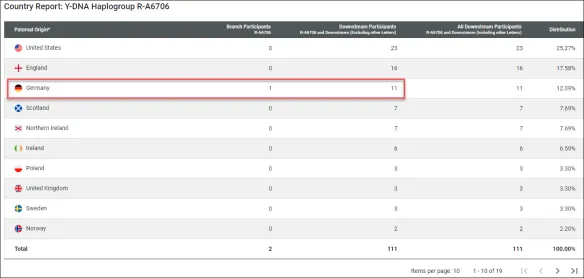 Country Report: Y-DNA Haplogroup R-A6706
Paternal Origin* Branch Participants Downstream Participants All Downstream Participants Distribution
R-A6706 R-A6706 and Downstream (Excluding other Letters) R-A6706 and Downstream (Including other Letters)
United States 0 23 23 25.27%
England 0 16 16 17.58%
Germany 1 11 11 12.09%
Scotland 0 7 7 7.69%
Northern Ireland 0 7 7 7.69%
Ireland 0 6 6 6.59%
Poland 0 3 3 3.30%
United Kingdom 0 3 3 3.30%
Sweden 0 3 3 3.30%
Norway 0 2 2 2.20%
Total 2 111 111 100.00%
Items per page: 10 1 - 10 of 19